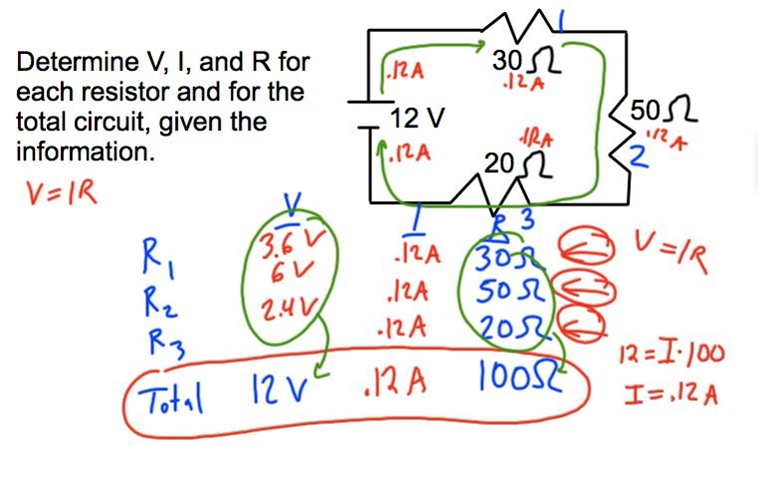 Determine V, I, and R for
each resistor and for the
total circuit, given the
information.
V=IR
1
.12A
30Ω
.12A
12 V
50Ω
.12A
2
.12A
.12A
20Ω
3
V I R
R1 3.6V .12A 30Ω
R2 6V .12A 50Ω
R3 2.4V .12A 20Ω
Total 12V .12A 100Ω
V=IR
12=I·100
I=.12A